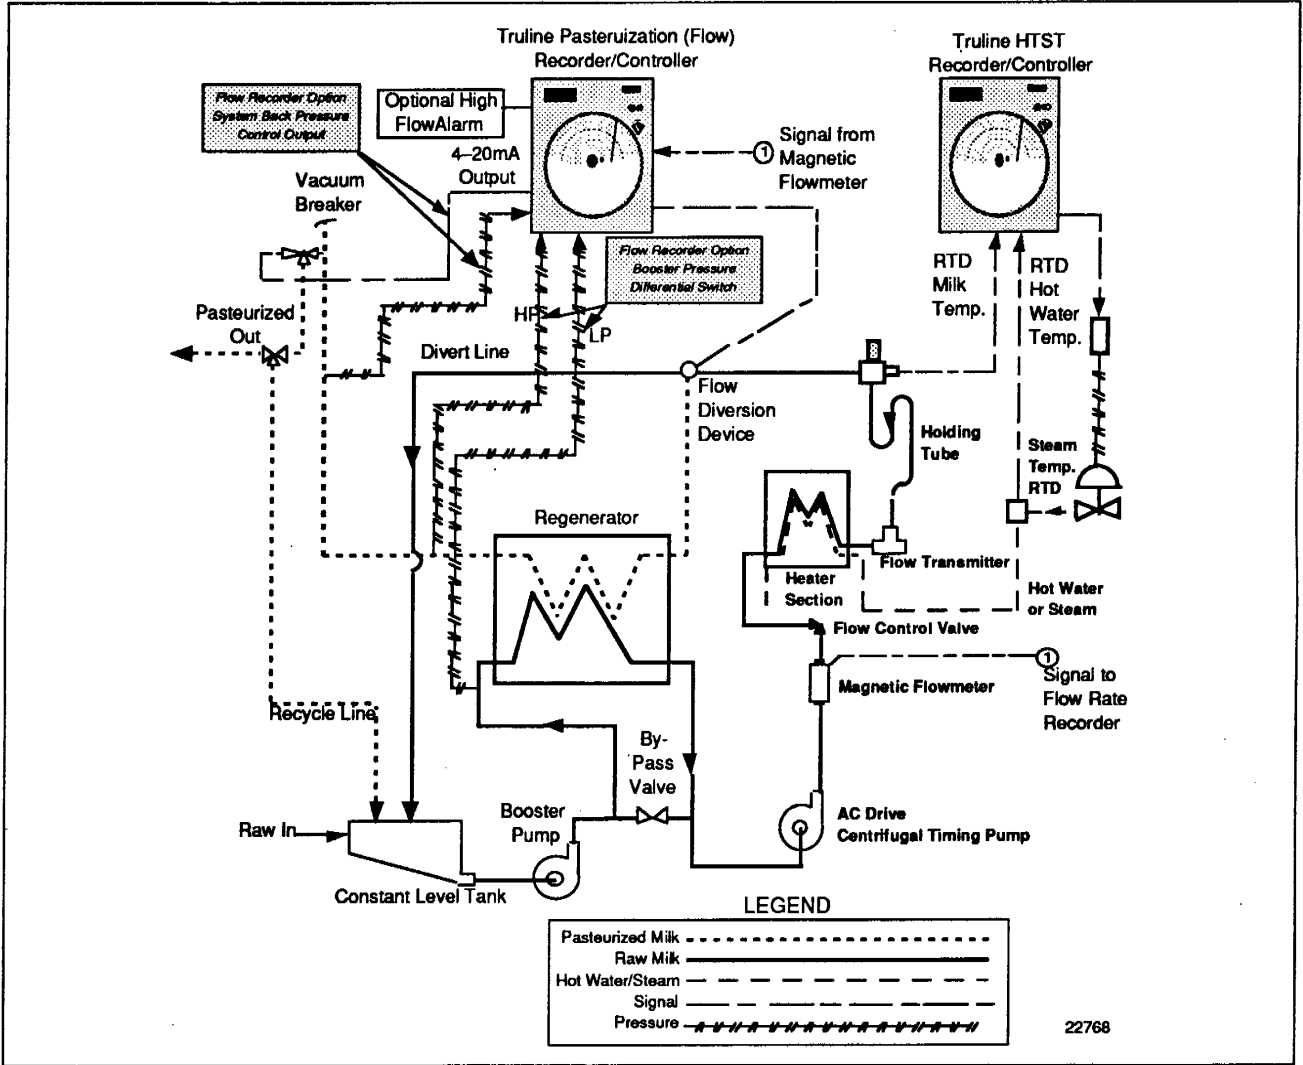 Truline Pasteruization (Flow)
Recorder/Controller
Truline HTST
Recorder/Controller
Flow Recorder Option
System Back Pressure
Control Output
Optional High
FlowAlarm
4–20mA
Output
1
Signal from
Magnetic
Flowmeter
Vacuum
Breaker
Flow Recorder Option
Booster Pressure
Differential Switch
RTD
Milk
Temp.
RTD
Hot
Water
Temp.
HP
LP
Pasteurized
Out
Divert Line
Flow
Diversion
Device
Holding
Tube
Steam
Temp.
RTD
Regenerator
Flow Transmitter
Heater
Section
Hot Water
or Steam
Flow Control Valve
1
Signal to
Flow Rate
Recorder
Magnetic Flowmeter
Recycle Line
By-
Pass
Valve
Booster
Pump
Raw In
AC Drive
Centrifugal Timing Pump
Constant Level Tank
LEGEND
Pasteurized Milk
Raw Milk
Hot Water/Steam
Signal
Pressure
22768